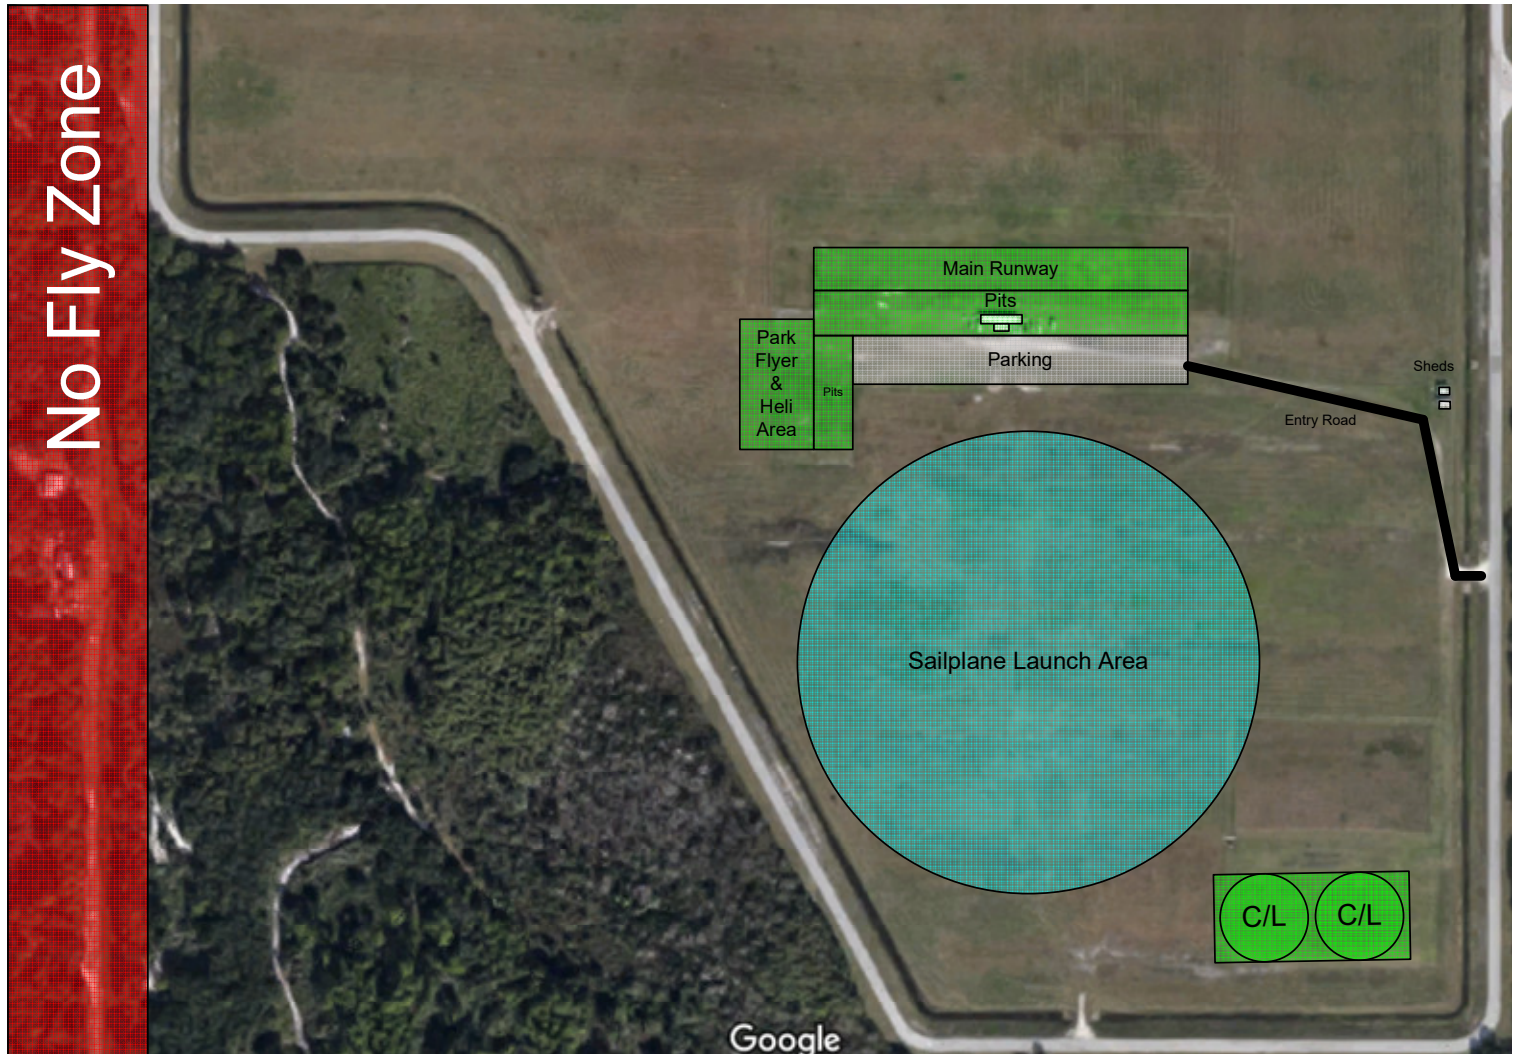 No Fly Zone
Main Runway
Pits
Park
Flyer
&
Heli
Area
Pits
Parking
Sheds
Entry Road
Sailplane Launch Area
C/L
C/L
Google